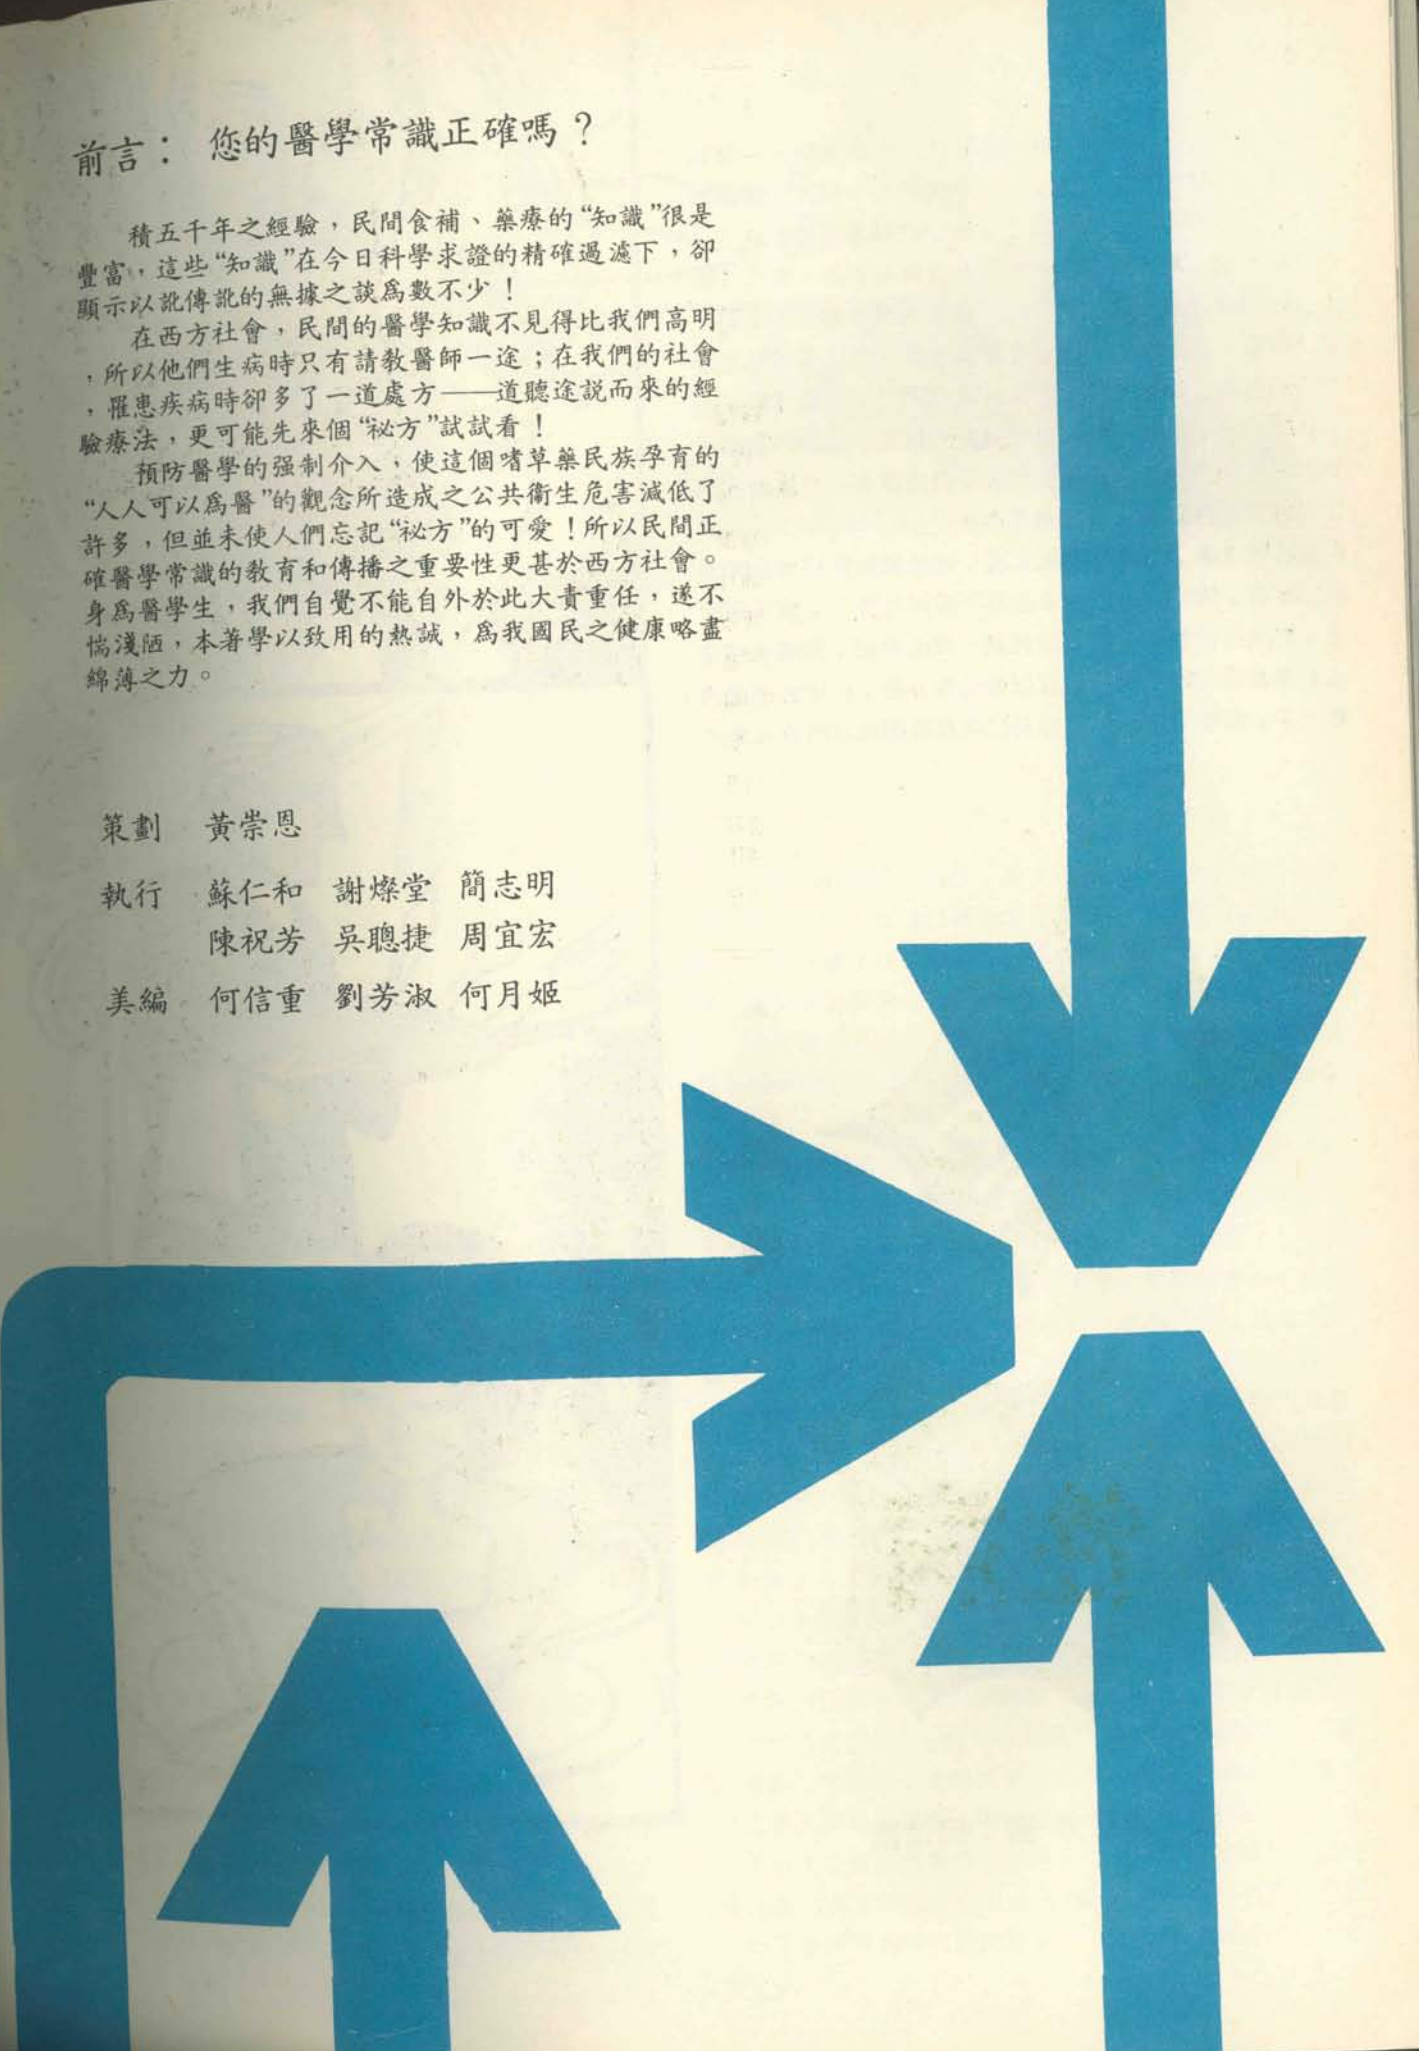 前言：　您的醫學常識正確嗎？
積五千年之經驗，民間食補、藥療的“知識”很是
豐富，這些“知識”在今日科學求證的精確過濾下，卻
顯示以訛傳訛的無據之談爲數不少！
在西方社會，民間的醫學知識不見得比我們高明
，所以他們生病時只有請教醫師一途；在我們的社會
，罹患疾病時卻多了一道處方——道聽途説而來的經
驗療法，更可能先來個“祕方”試試看！
預防醫學的强制介入，使這個嗜草藥民族孕育的
“人人可以爲醫”的觀念所造成之公共衞生危害減低了
許多，但並未使人們忘記“祕方”的可愛！所以民間正
確醫學常識的教育和傳播之重要性更甚於西方社會。
身爲醫學生，我們自覺不能自外於此大責重任，遂不
惴淺陋，本著學以致用的熱誠，爲我國民之健康略盡
綿薄之力。
策劃　黃崇恩
執行　蘇仁和　謝燦堂　簡志明
陳祝芳　吳聰捷　周宜宏
美編　何信重　劉芳淑　何月姬